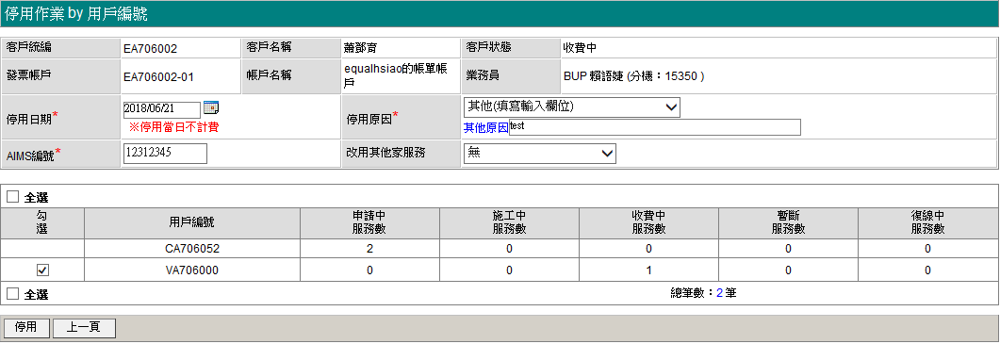 停用作業 by 用戶編號
客戶統編 EA706002 客戶名稱 蕭鄧育 客戶狀態 收費中
發票帳戶 EA706002-01 帳戶名稱 equalhsiao的帳單帳戶 業務員 BUP 賴語婕 (分機：15350 )
停用日期* 2018/06/21 停用原因* 其他(填寫輸入欄位)
※停用當日不計費 其他原因 test
AIMS編號* 12312345 改用其他家服務 無
全選
勾選 用戶編號 申請中服務數 施工中服務數 收費中服務數 暫斷服務數 復線中服務數
CA706052 2 0 0 0 0
VA706000 0 0 1 0 0
全選 總筆數：2 筆
停用 上一頁